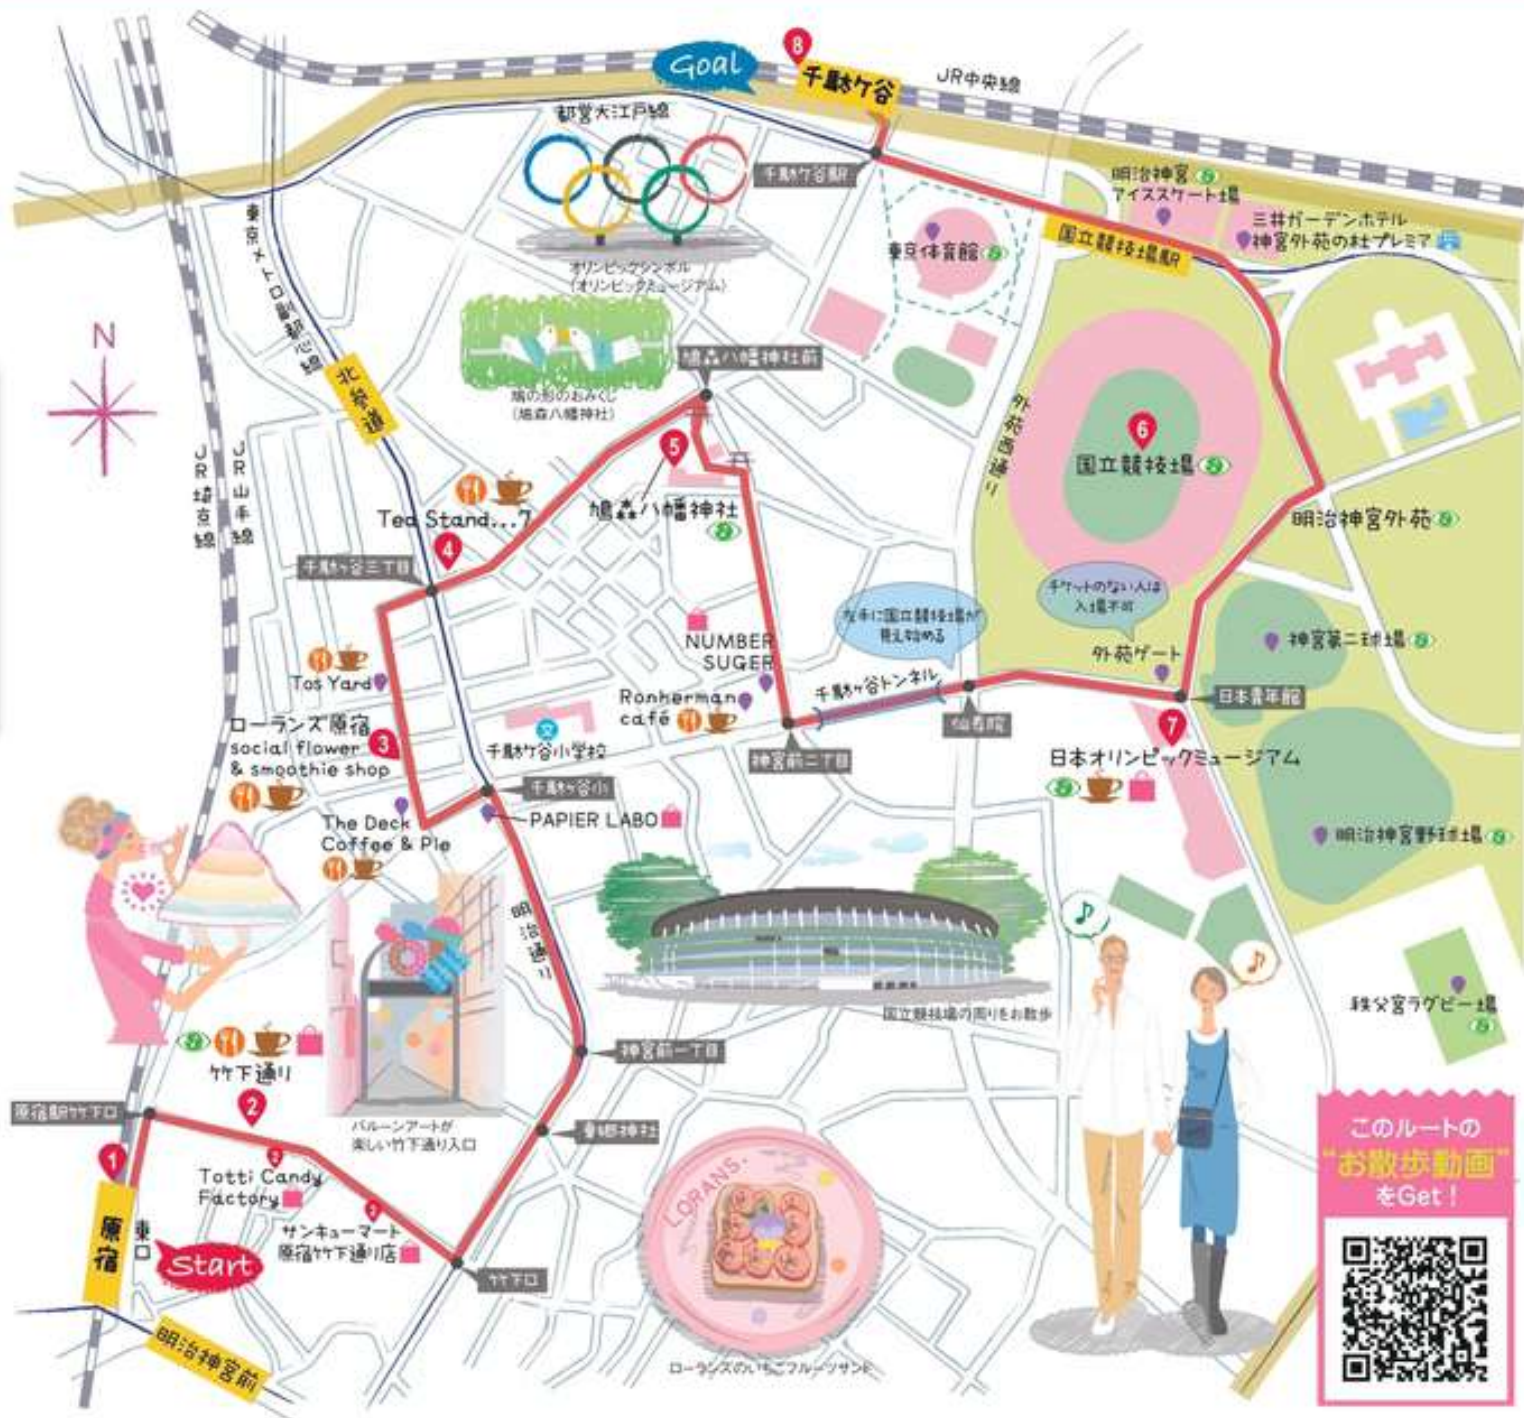 Goal
8
千駄ケ谷
JR中央線
都営大江戸線
千駄ケ谷駅
明治神宮
アイススケート場
三井ガーデンホテル
神宮外苑の杜プレミア
国立競技場駅
東京体育館
オリンピックシンボル
(オリンピックミュージアム)
東京メトロ副都心線
N
北参道
鳩森八幡神社前
鳩の形のおみくじ
(鳩森八幡神社)
外苑西通り
JR埼京線
JR山手線
5
鳩森八幡神社
6
国立競技場
明治神宮外苑
Tea Stand...7
4
千駄ヶ谷三丁目
チケットのない人は
入場不可
左手に国立競技場が
見え始める
NUMBER
SUGER
外苑ゲート
神宮第二球場
Tos Yard
Ronherman
café
千駄ケ谷トンネル
仙寿院
日本青年館
ローランズ原宿
social flower
& smoothie shop
3
文
千駄ケ谷小学校
神宮前二丁目
7
日本オリンピックミュージアム
千駄ヶ谷小
PAPIER LABO
The Deck
Coffee & Pie
明治神宮野球場
明治通り
国立競技場の周りをお散歩
秩父宮ラグビー場
竹下通り
2
神宮前一丁目
原宿駅竹下口
バルーンアートが
楽しい竹下通り入口
東郷神社
1
2
Totti Candy
Factory
2
サンキューマート
原宿竹下通り店
原宿
東口
Start
竹下口
明治神宮前
LORANS.
ローランズのいちごフルーツサンド
このルートの
"お散歩動画"
をGet!